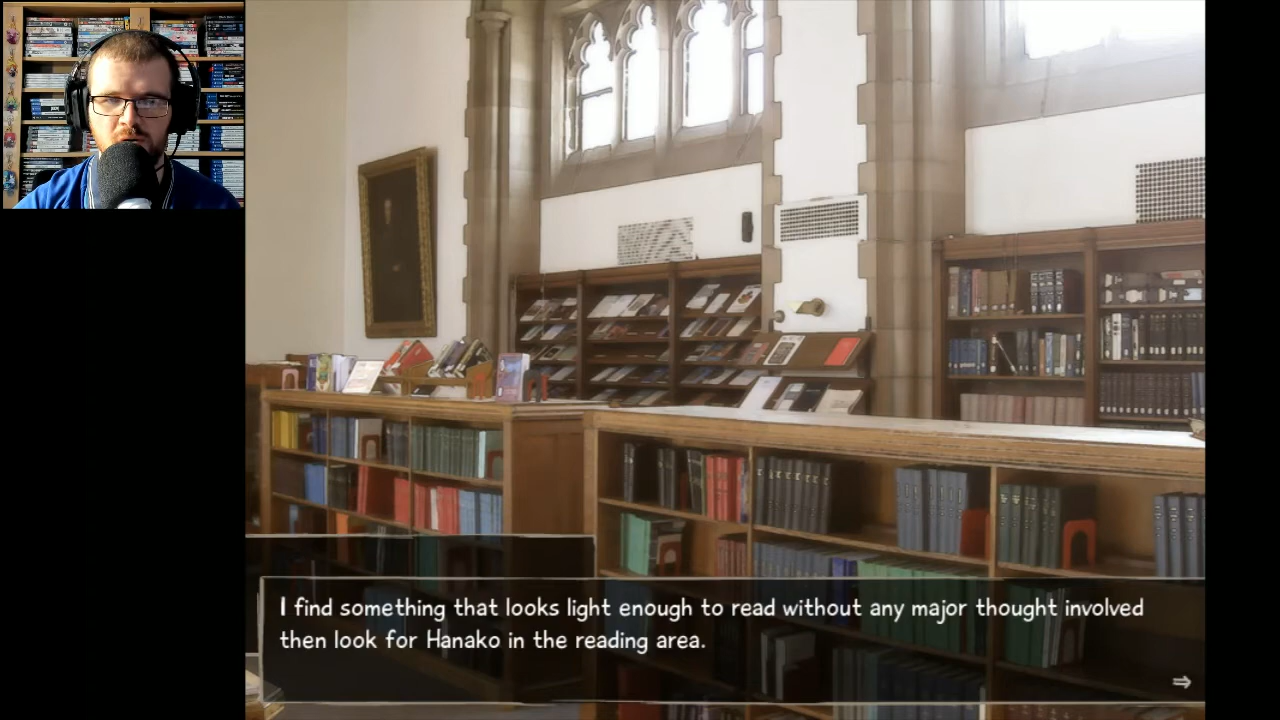 I find something that looks light enough to read without any major thought involved
then look for Hanako in the reading area.